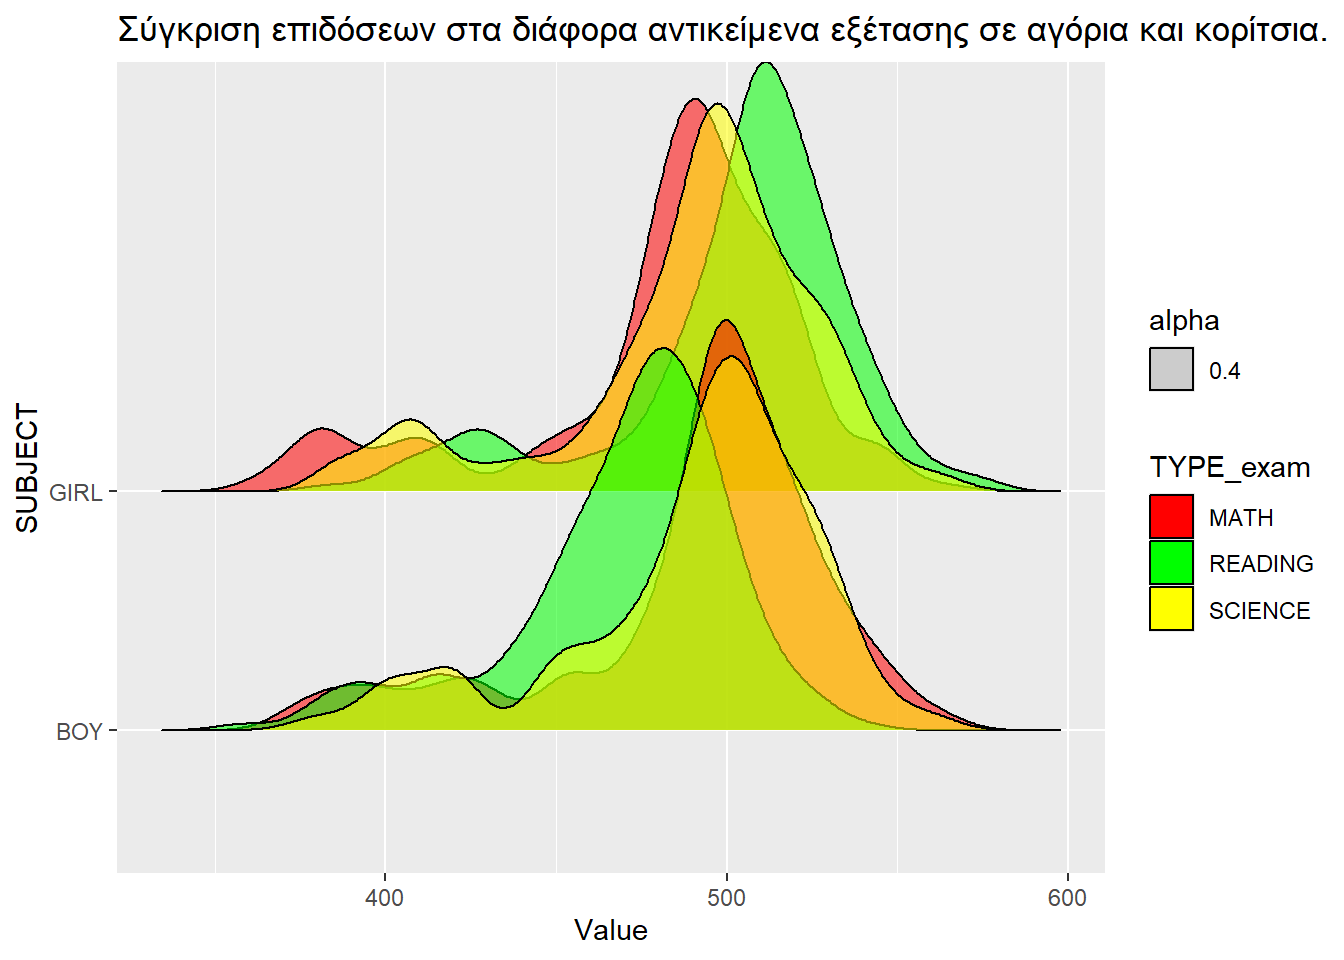 Σύγκριση επιδόσεων στα διάφορα αντικείμενα εξέτασης σε αγόρια και κορίτσια.
SUBJECT
GIRL
BOY
400
500
600
Value
alpha
0.4
TYPE_exam
MATH
READING
SCIENCE